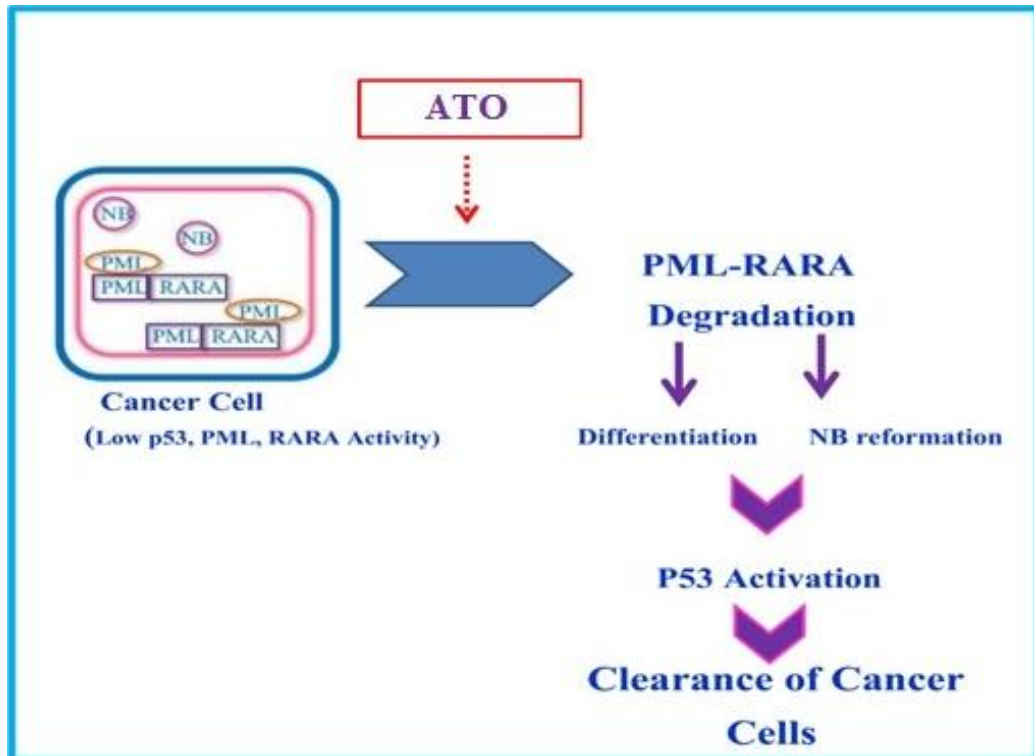 ATO
NB
NB
PML
PML RARA
PML
PML RARA
Cancer Cell
(Low p53, PML, RARA Activity)
PML-RARA
Degradation
Differentiation NB reformation
P53 Activation
Clearance of Cancer
Cells